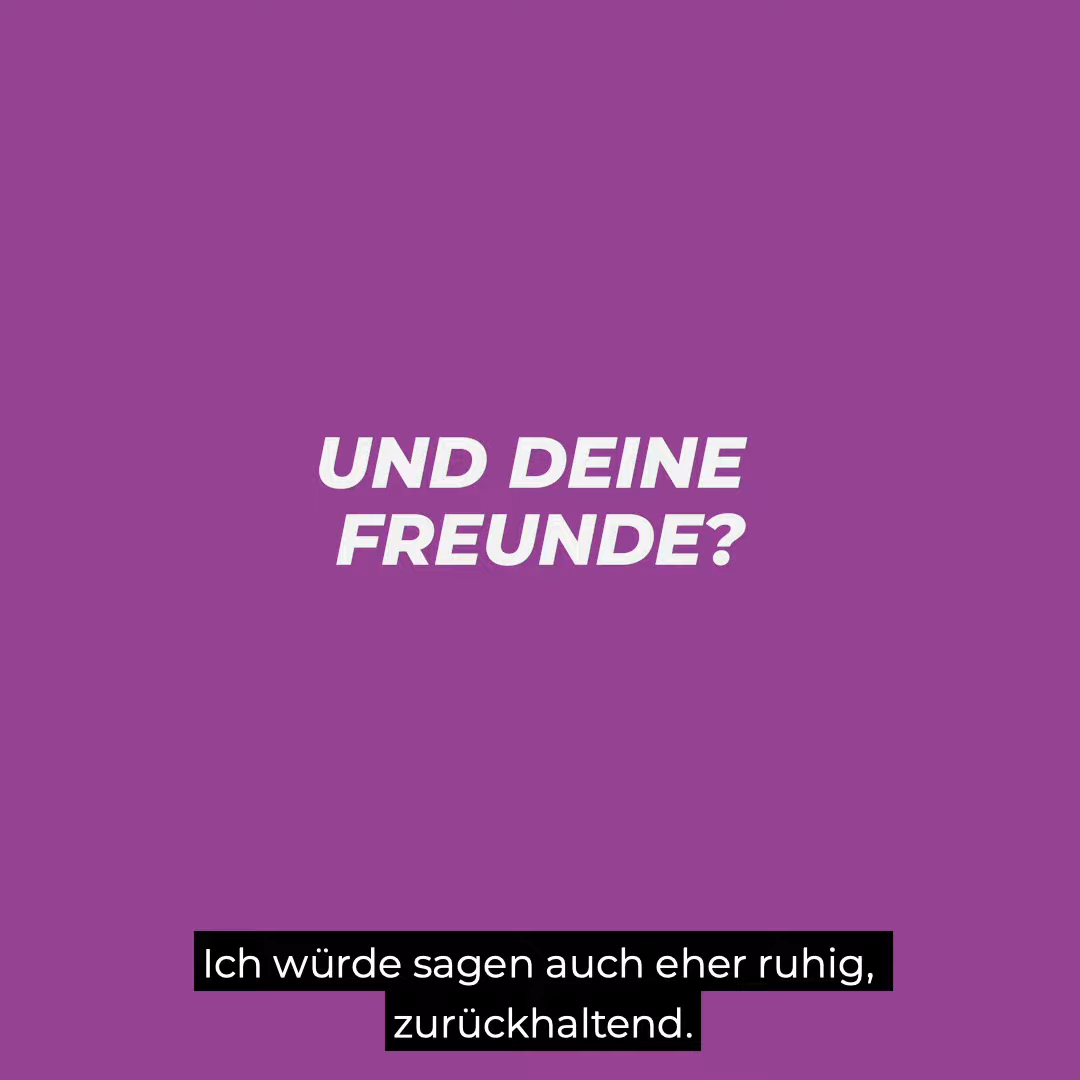 UND DEINE
FREUNDE?
Ich würde sagen auch eher ruhig,
zurückhaltend.